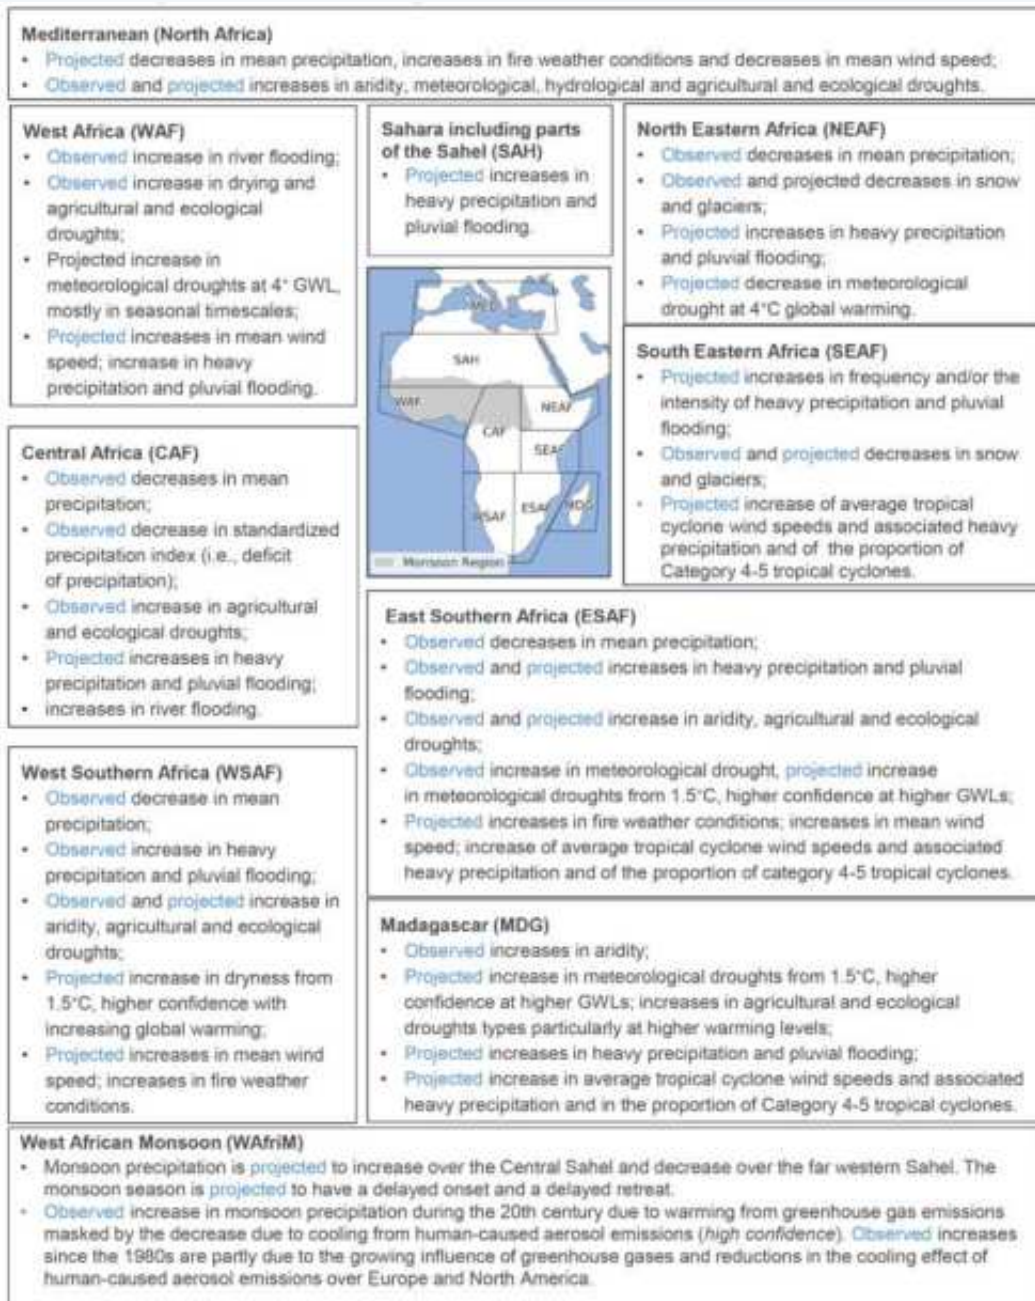 Mediterranean (North Africa)
• Projected decreases in mean precipitation, increases in fire weather conditions and decreases in mean wind speed;
• Observed and projected increases in aridity, meteorological, hydrological and agricultural and ecological droughts.
West Africa (WAF)
• Observed increase in river flooding;
• Observed increase in drying and
agricultural and ecological
droughts;
• Projected increase in
meteorological droughts at 4° GWL,
mostly in seasonal timescales;
• Projected increases in mean wind
speed; increase in heavy
precipitation and pluvial flooding.
Sahara including parts
of the Sahel (SAH)
• Projected increases in
heavy precipitation and
pluvial flooding.
North Eastern Africa (NEAF)
• Observed decreases in mean precipitation;
• Observed and projected decreases in snow
and glaciers;
• Projected increases in heavy precipitation
and pluvial flooding;
• Projected decrease in meteorological
drought at 4°C global warming.
MED
SAH
WAF
NEAF
CAF
SEAF
WSAF
ESAF
MDG
Monsoon Region
South Eastern Africa (SEAF)
• Projected increases in frequency and/or the
intensity of heavy precipitation and pluvial
flooding;
• Observed and projected decreases in snow
and glaciers;
• Projected increase of average tropical
cyclone wind speeds and associated heavy
precipitation and of the proportion of
Category 4-5 tropical cyclones.
Central Africa (CAF)
• Observed decreases in mean
precipitation;
• Observed decrease in standardized
precipitation index (i.e., deficit
of precipitation);
• Observed increase in agricultural
and ecological droughts;
• Projected increases in heavy
precipitation and pluvial flooding;
• increases in river flooding.
East Southern Africa (ESAF)
• Observed decreases in mean precipitation;
• Observed and projected increases in heavy precipitation and pluvial
flooding;
• Observed and projected increase in aridity, agricultural and ecological
droughts;
• Observed increase in meteorological drought, projected increase
in meteorological droughts from 1.5°C, higher confidence at higher GWLs;
• Projected increases in fire weather conditions; increases in mean wind
speed; increase of average tropical cyclone wind speeds and associated
heavy precipitation and of the proportion of category 4-5 tropical cyclones.
West Southern Africa (WSAF)
• Observed decrease in mean
precipitation;
• Observed increase in heavy
precipitation and pluvial flooding;
• Observed and projected increase in
aridity, agricultural and ecological
droughts;
• Projected increase in dryness from
1.5°C, higher confidence with
increasing global warming;
• Projected increases in mean wind
speed; increases in fire weather
conditions.
Madagascar (MDG)
• Observed increases in aridity;
• Projected increase in meteorological droughts from 1.5°C, higher
confidence at higher GWLs; increases in agricultural and ecological
droughts types particularly at higher warming levels;
• Projected increases in heavy precipitation and pluvial flooding;
• Projected increase in average tropical cyclone wind speeds and associated
heavy precipitation and in the proportion of Category 4-5 tropical cyclones.
West African Monsoon (WAfriM)
• Monsoon precipitation is projected to increase over the Central Sahel and decrease over the far western Sahel. The
monsoon season is projected to have a delayed onset and a delayed retreat.
• Observed increase in monsoon precipitation during the 20th century due to warming from greenhouse gas emissions
masked by the decrease due to cooling from human-caused aerosol emissions (high confidence). Observed increases
since the 1980s are partly due to the growing influence of greenhouse gases and reductions in the cooling effect of
human-caused aerosol emissions over Europe and North America.